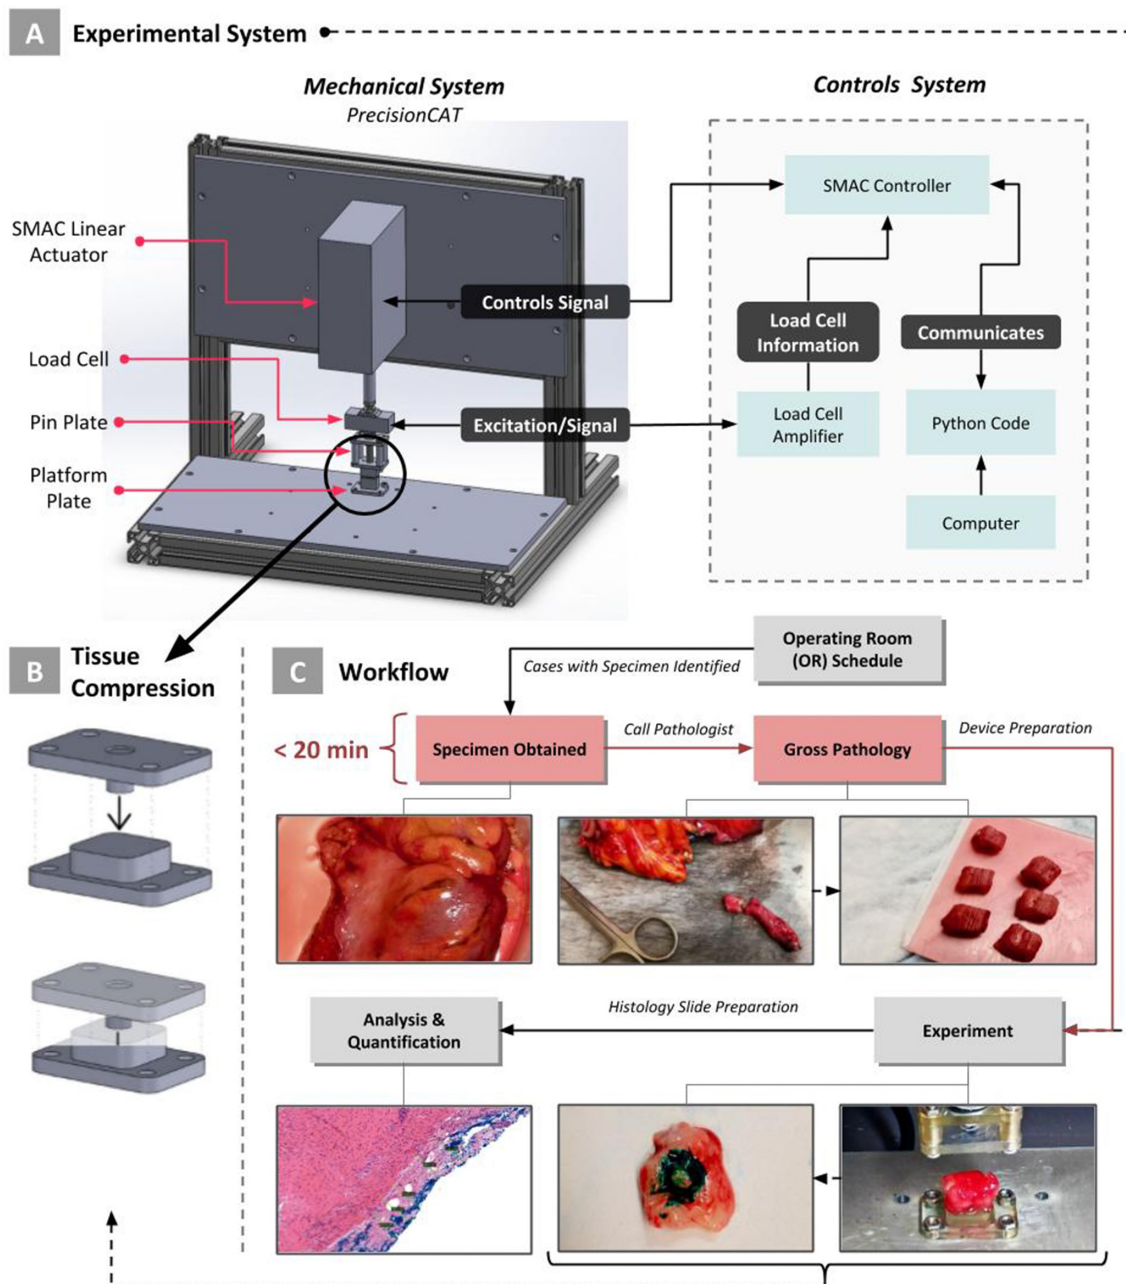 A Experimental System
Mechanical System
PrecisionCAT
Controls System
SMAC Controller
SMAC Linear
Actuator
Controls Signal
Load Cell
Information
Communicates
Load Cell
Pin Plate
Excitation/Signal
Load Cell
Amplifier
Python Code
Platform
Plate
Computer
B Tissue
Compression
C Workflow
Operating Room
(OR) Schedule
Cases with Specimen Identified
< 20 min
Specimen Obtained
Call Pathologist
Gross Pathology
Device Preparation
Analysis &
Quantification
Histology Slide Preparation
Experiment